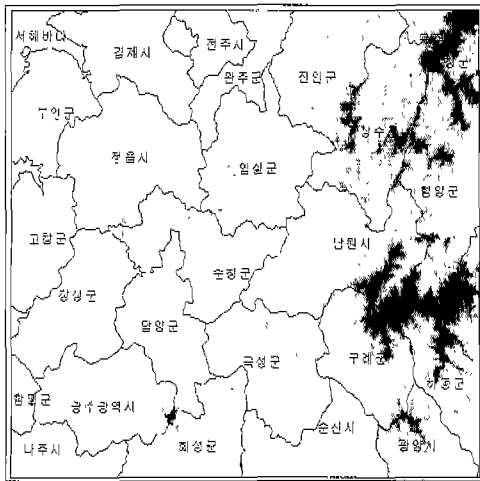 서해바다
김제시
전주시
완주군
진안군
부안군
정읍시
임실군
장수
함양군
고창군
남원시
순창군
장성군
담양군
곡성군
구례군
하동군
함평군
광주광역시
순천시
광양시
나주시
화순군